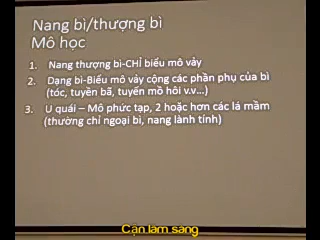 Nang bì/thượng bì
Mô học
1. Nang thượng bì-CHỈ biểu mô vảy
2. Dạng bì-Biểu mô vảy cộng các phần phụ của bì
(tóc, tuyến bã, tuyến mồ hôi v.v...)
3. U quái – Mô phức tạp, 2 hoặc hơn các lá mầm
(thường chỉ ngoại bì, nang lành tính)
Cận lâm sàng